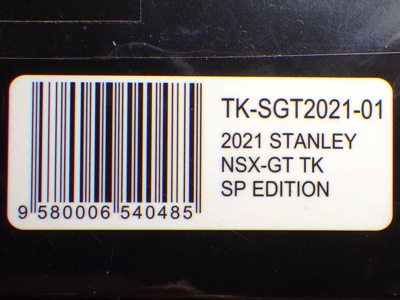 TK-SGT2021-01
2021 STANLEY
NSX-GT TK
SP EDITION
9 580006 540485